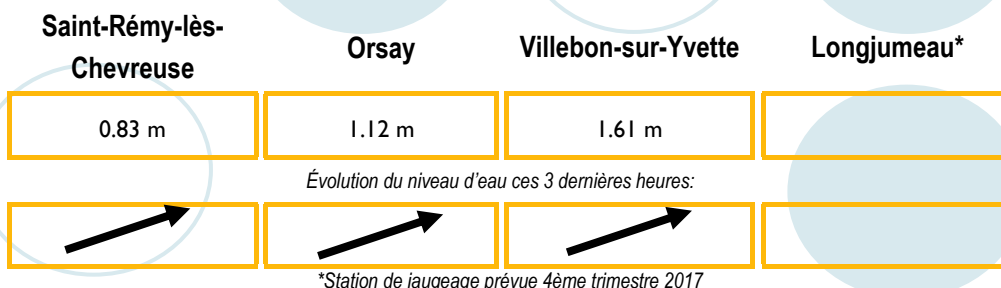 Saint-Rémy-lès-
Chevreuse
Orsay
Villebon-sur-Yvette
Longjumeau*
0.83 m
1.12 m
1.61 m
Évolution du niveau d’eau ces 3 dernières heures:
*Station de jaugeage prévue 4ème trimestre 2017